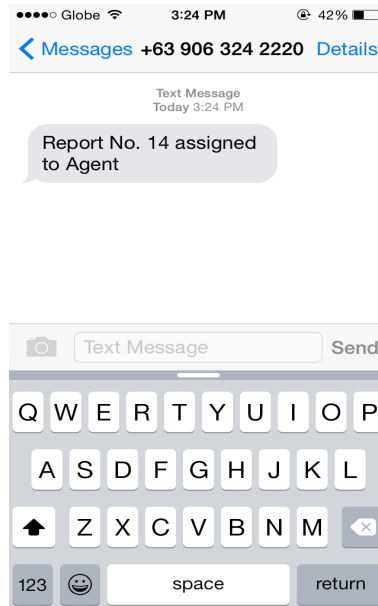 Globe 3:24 PM 42%
Messages +63 906 324 2220 Details
Text Message
Today 3:24 PM
Report No. 14 assigned
to Agent
Text Message Send
Q W E R T Y U I O P
A S D F G H J K L
Z X C V B N M
123 space return